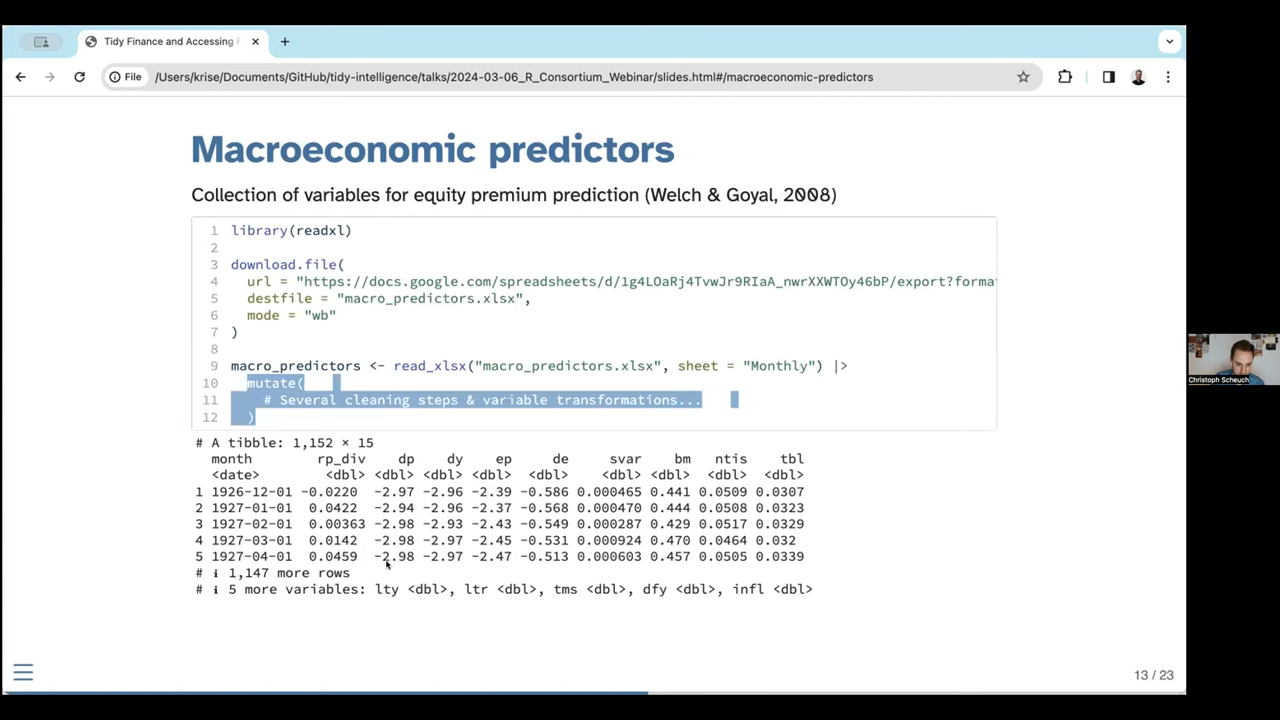 Tidy Finance and Accessing
File
/Users/krise/Documents/GitHub/tidy-intelligence/talks/2024-03-06_R_Consortium_Webinar/slides.html#/macroeconomic-predictors
Macroeconomic predictors
Collection of variables for equity premium prediction (Welch & Goyal, 2008)
1 library(readxl)
2
3 download.file(
4 url = "https://docs.google.com/spreadsheets/d/1g4LOaRj4TvwJr9RIaA_nwrXXWTOy46bP/export?forma
5 destfile = "macro_predictors.xlsx",
6 mode = "wb"
7 )
8
9 macro_predictors <- read_xlsx("macro_predictors.xlsx", sheet = "Monthly") |>
10 mutate(
11 # Several cleaning steps & variable transformations...
12 )
# A tibble: 1,152 × 15
month rp_div dp dy ep de svar bm ntis tbl
<date> <dbl> <dbl> <dbl> <dbl> <dbl> <dbl> <dbl> <dbl> <dbl>
1 1926-12-01 -0.0220 -2.97 -2.96 -2.39 -0.586 0.000465 0.441 0.0509 0.0307
2 1927-01-01 0.0422 -2.94 -2.96 -2.37 -0.568 0.000470 0.444 0.0508 0.0323
3 1927-02-01 0.00363 -2.98 -2.93 -2.43 -0.549 0.000287 0.429 0.0517 0.0329
4 1927-03-01 0.0142 -2.98 -2.97 -2.45 -0.531 0.000924 0.470 0.0464 0.032
5 1927-04-01 0.0459 -2.98 -2.97 -2.47 -0.513 0.000603 0.457 0.0505 0.0339
# ℹ 1,147 more rows
# ℹ 5 more variables: lty <dbl>, ltr <dbl>, tms <dbl>, dfy <dbl>, infl <dbl>
13 / 23
Christoph Scheuch